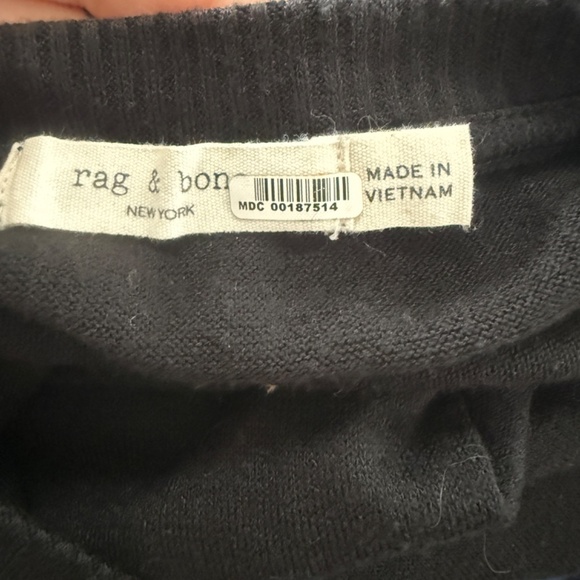 rag & bon
NEW YORK
MDC 00187514
MADE IN
VIETNAM